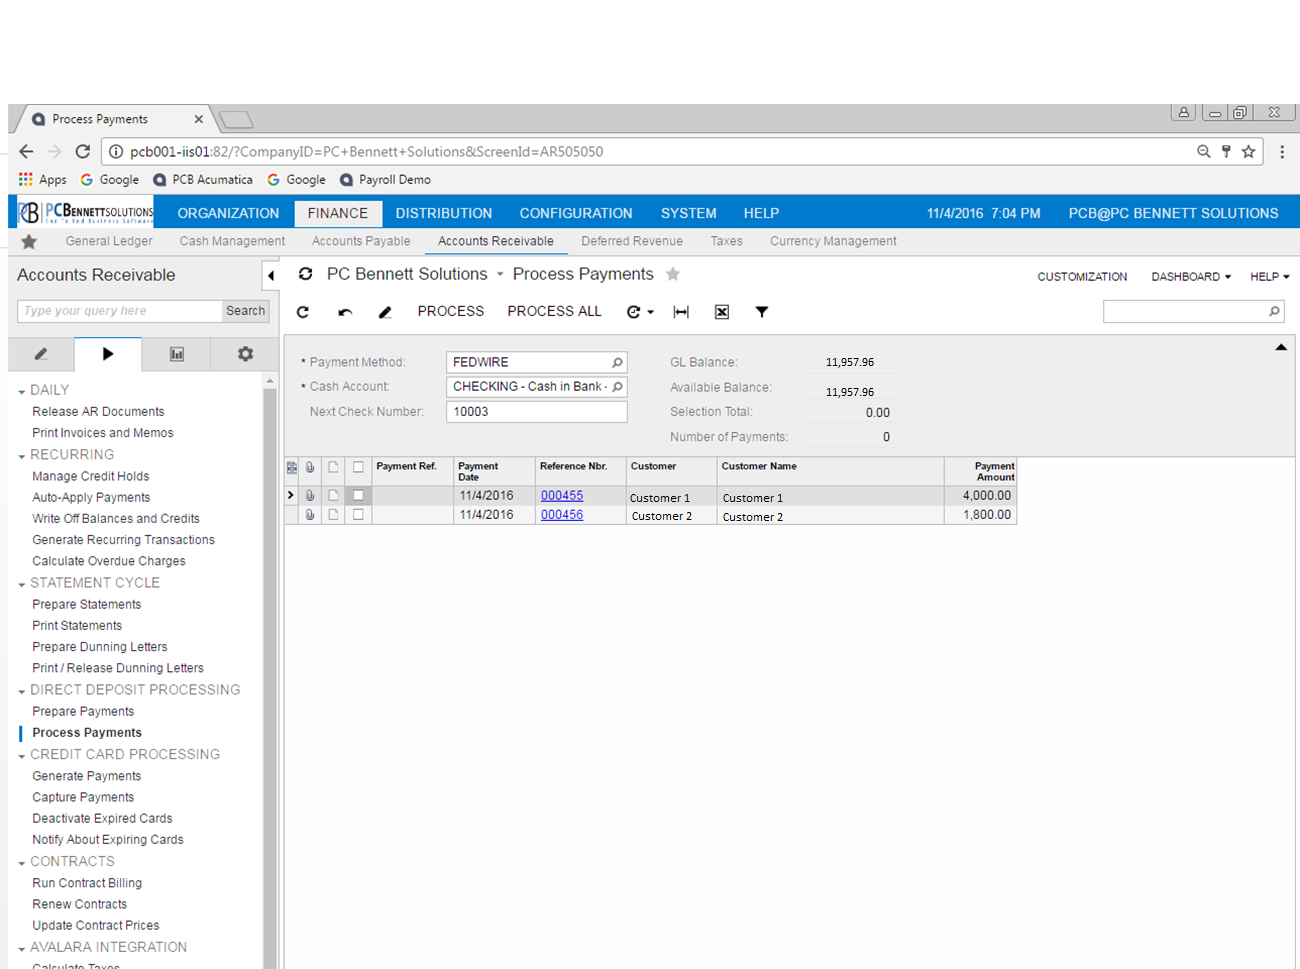 Process Payments
pcb001-iis01:82/?CompanyID=PC+Bennett+Solutions&ScreenId=AR505050
Apps Google PCB Acumatica Google Payroll Demo
PCB PCBENNETTSOLUTIONS ORGANIZATION FINANCE DISTRIBUTION CONFIGURATION SYSTEM HELP 11/4/2016 7:04 PM PCB@PC BENNETT SOLUTIONS
End To End Business Software
General Ledger Cash Management Accounts Payable Accounts Receivable Deferred Revenue Taxes Currency Management
Accounts Receivable
Type your query here Search
DAILY
Release AR Documents
Print Invoices and Memos
RECURRING
Manage Credit Holds
Auto-Apply Payments
Write Off Balances and Credits
Generate Recurring Transactions
Calculate Overdue Charges
STATEMENT CYCLE
Prepare Statements
Print Statements
Prepare Dunning Letters
Print / Release Dunning Letters
DIRECT DEPOSIT PROCESSING
Prepare Payments
Process Payments
CREDIT CARD PROCESSING
Generate Payments
Capture Payments
Deactivate Expired Cards
Notify About Expiring Cards
CONTRACTS
Run Contract Billing
Renew Contracts
Update Contract Prices
AVALARA INTEGRATION
Calculate Taxes
PC Bennett Solutions Process Payments
CUSTOMIZATION DASHBOARD HELP
PROCESS PROCESS ALL
* Payment Method: FEDWIRE GL Balance: 11,957.96
* Cash Account: CHECKING - Cash in Bank - Available Balance: 11,957.96
Next Check Number: 10003 Selection Total: 0.00
Number of Payments: 0
Payment Ref. Payment Date Reference Nbr. Customer Customer Name Payment Amount
11/4/2016 000455 Customer 1 Customer 1 4,000.00
11/4/2016 000456 Customer 2 Customer 2 1,800.00